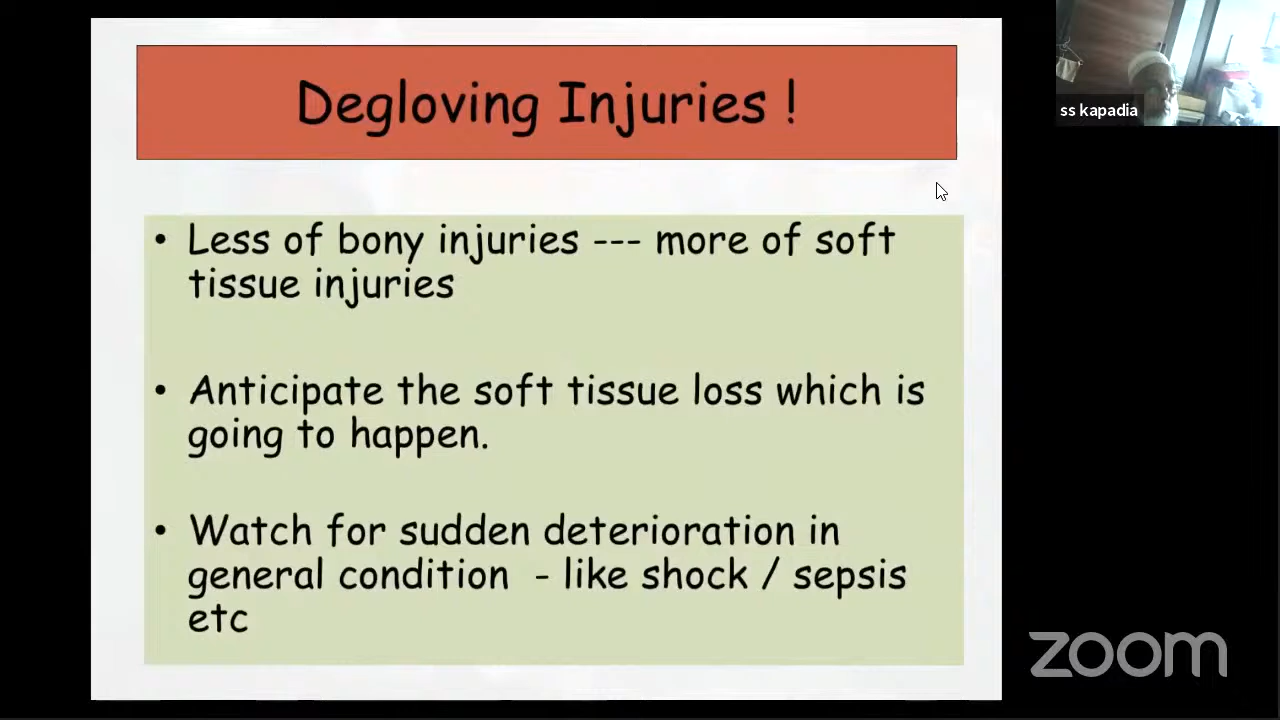 Degloving Injuries !
ss kapadia
• Less of bony injuries --- more of soft
tissue injuries
• Anticipate the soft tissue loss which is
going to happen.
• Watch for sudden deterioration in
general condition - like shock / sepsis
etc
zoom